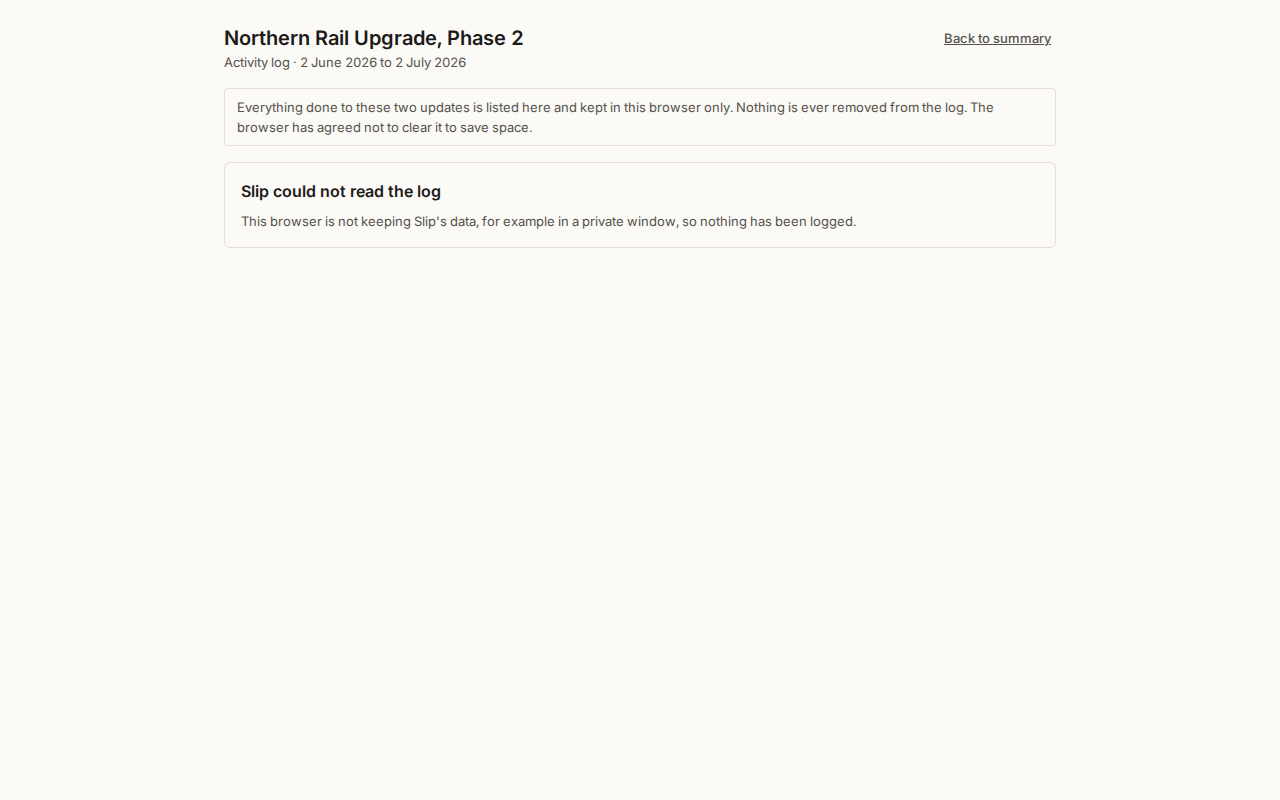 Northern Rail Upgrade, Phase 2
Back to summary
Activity log · 2 June 2026 to 2 July 2026
Everything done to these two updates is listed here and kept in this browser only. Nothing is ever removed from the log. The
browser has agreed not to clear it to save space.
Slip could not read the log
This browser is not keeping Slip's data, for example in a private window, so nothing has been logged.